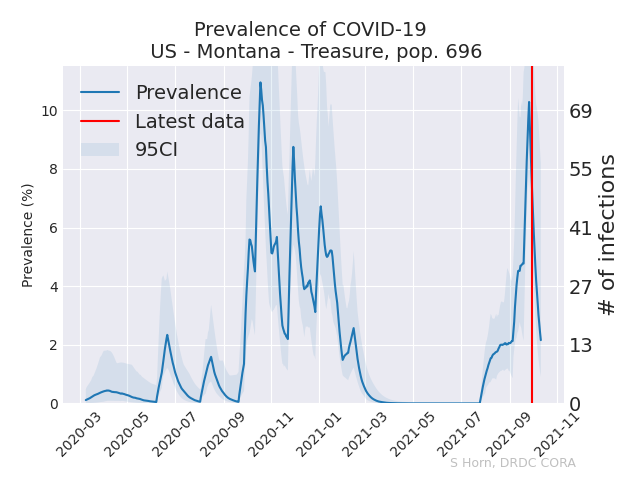 Prevalence of COVID-19
US - Montana - Treasure, pop. 696
Prevalence
Latest data
95CI
Prevalence (%)
0
2
4
6
8
10
# of infections
0
13
27
41
55
69
2020-03
2020-05
2020-07
2020-09
2020-11
2021-01
2021-03
2021-05
2021-07
2021-09
2021-11
S Horn, DRDC CORA